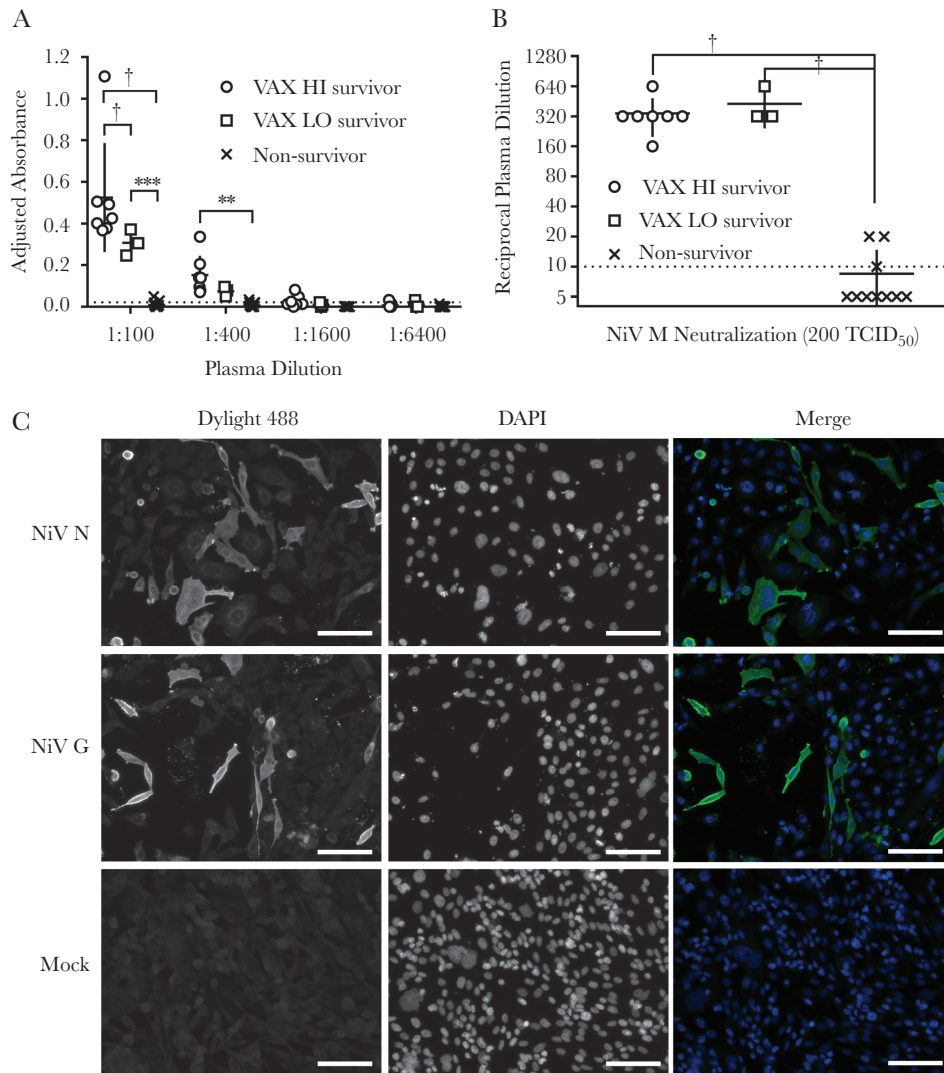 A
1.2
1.0
0.8
0.6
0.4
0.2
0.0
Adjusted Absorbance
†
†
***
**
VAX HI survivor
VAX LO survivor
Non-survivor
1:100
1:400
1:1600
1:6400
Plasma Dilution
B
1280
640
320
160
80
40
20
10
5
Reciprocal Plasma Dilution
†
†
VAX HI survivor
VAX LO survivor
Non-survivor
NiV M Neutralization (200 TCID₅₀)
C
Dylight 488
DAPI
Merge
NiV N
NiV G
Mock